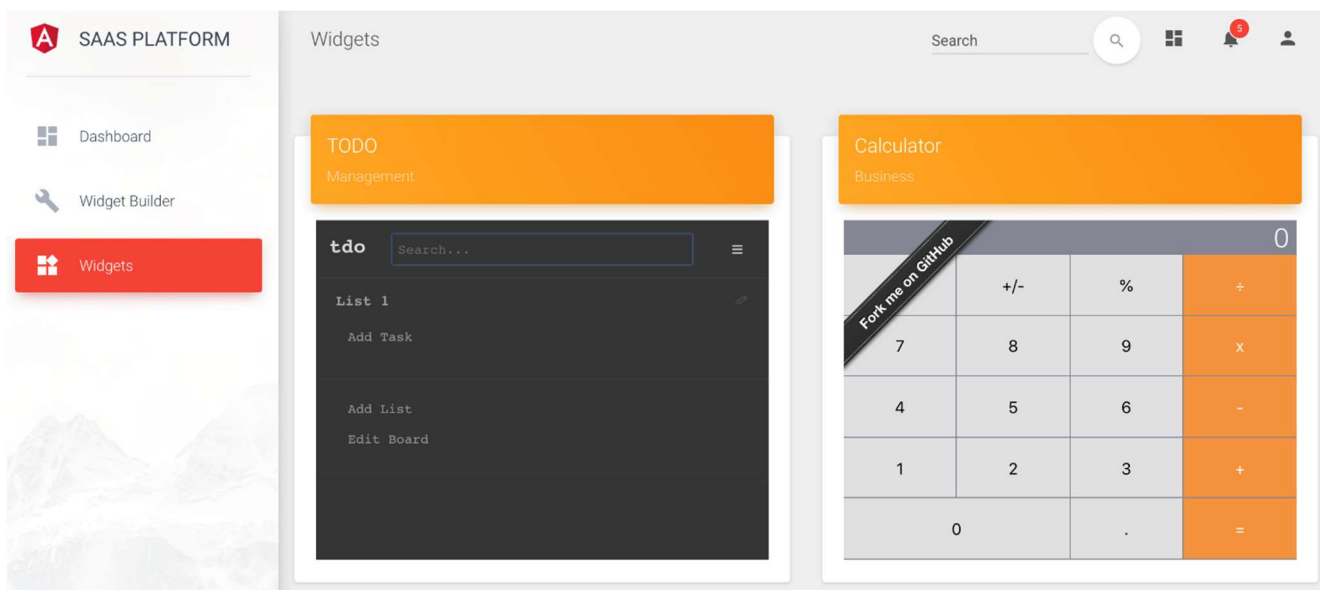 SAAS PLATFORM
Dashboard
Widget Builder
Widgets
Widgets
Search
5
TODO
Management
tdo
Search...
List 1
Add Task
Add List
Edit Board
Calculator
Business
Fork me on GitHub
0
+/- % ÷
7 8 9 x
4 5 6 -
1 2 3 +
0 . =